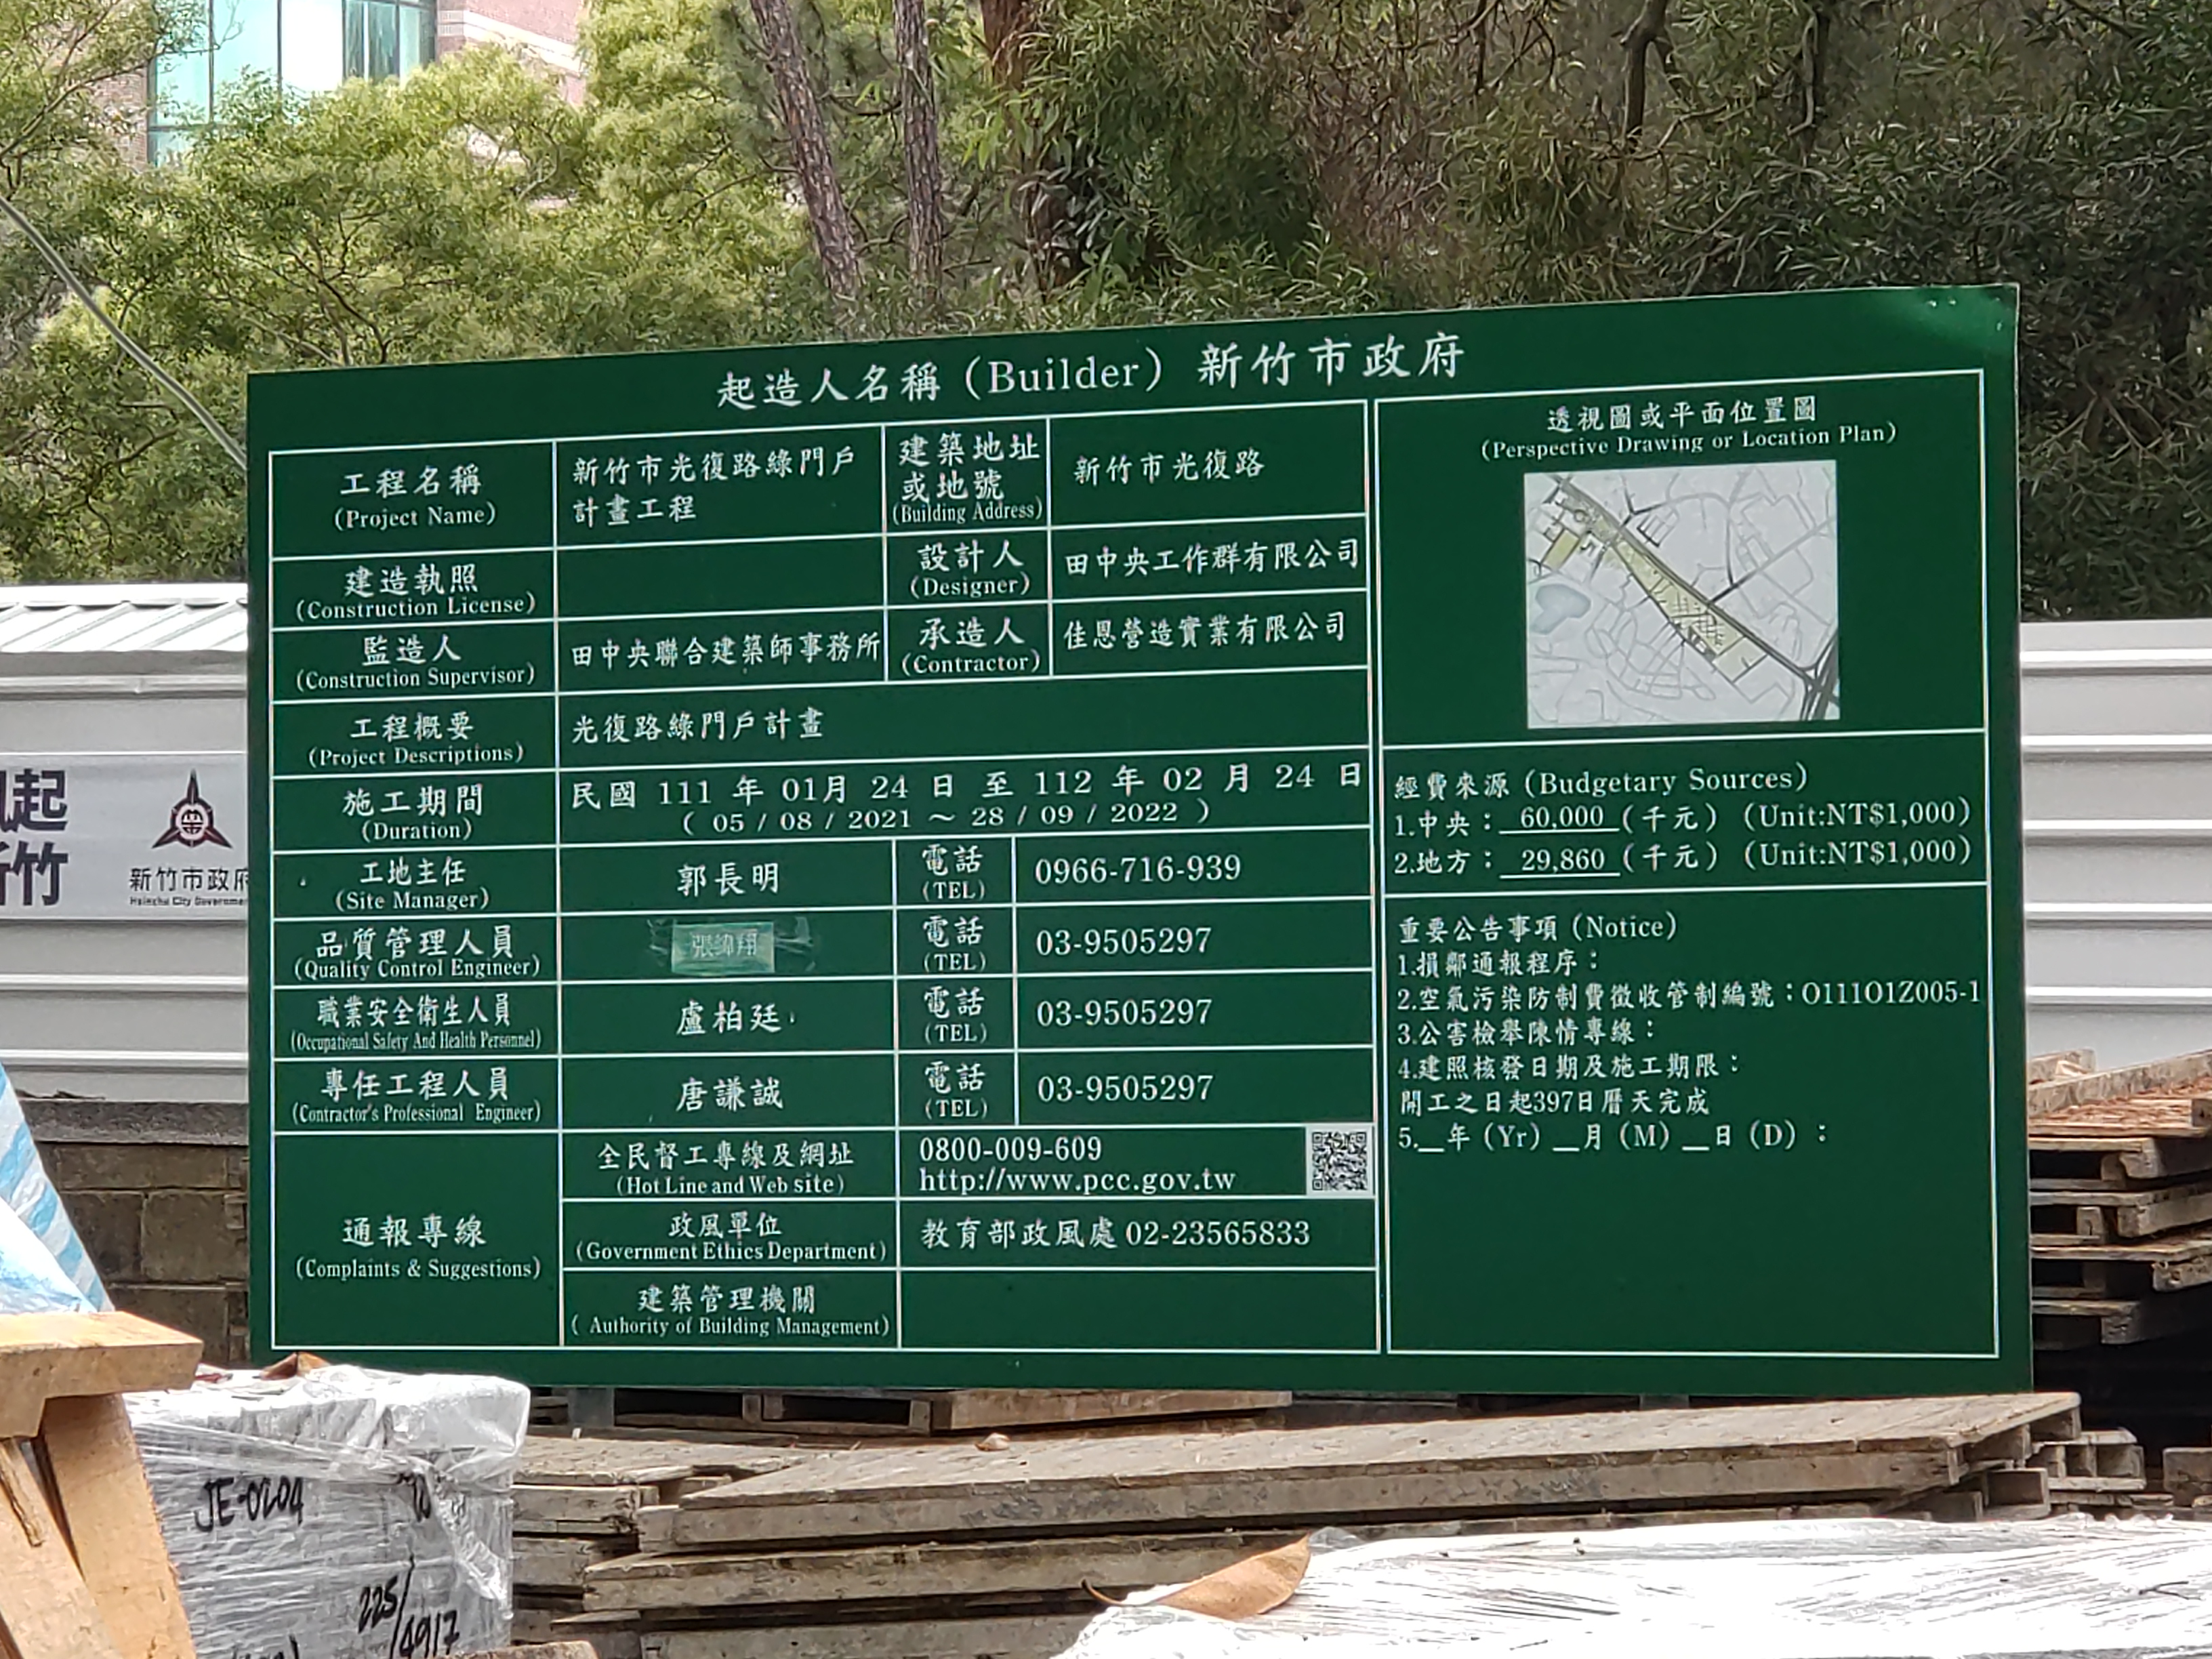 起造人名稱（Builder）新竹市政府
工程名稱
(Project Name)
新竹市光復路綠門戶
計畫工程
建築地址
或地號
(Building Address)
新竹市光復路
建造執照
(Construction License)
設計人
(Designer)
田中央工作群有限公司
監造人
(Construction Supervisor)
田中央聯合建築師事務所
承造人
(Contractor)
佳恩營造實業有限公司
工程概要
(Project Descriptions)
光復路綠門戶計畫
施工期間
(Duration)
民國 111 年 01月 24 日 至 112 年 02 月 24 日
( 05 / 08 / 2021 ～ 28 / 09 / 2022 )
工地主任
(Site Manager)
郭長明
電話
(TEL)
0966-716-939
品質管理人員
(Quality Control Engineer)
張緯翔
電話
(TEL)
03-9505297
職業安全衛生人員
(Occupational Safety And Health Personnel)
盧柏廷
電話
(TEL)
03-9505297
專任工程人員
(Contractor's Professional Engineer)
唐謙誠
電話
(TEL)
03-9505297
通報專線
(Complaints & Suggestions)
全民督工專線及網址
(Hot Line and Web site)
0800-009-609
http://www.pcc.gov.tw
政風單位
(Government Ethics Department)
教育部政風處 02-23565833
建築管理機關
( Authority of Building Management)
透視圖或平面位置圖
(Perspective Drawing or Location Plan)
經費來源（Budgetary Sources）
1.中央：60,000（千元）（Unit:NT$1,000）
2.地方：29,860（千元）（Unit:NT$1,000）
重要公告事項（Notice）
1.損鄰通報程序：
2.空氣污染防制費徵收管制編號：O111O1Z005-1
3.公害檢舉陳情專線：
4.建照核發日期及施工期限：
開工之日起397日曆天完成
5.__年（Yr）__月（M）__日（D）：
起
竹
新竹市政府
Hsinchu City Governmen
JE-0204
225/
4917